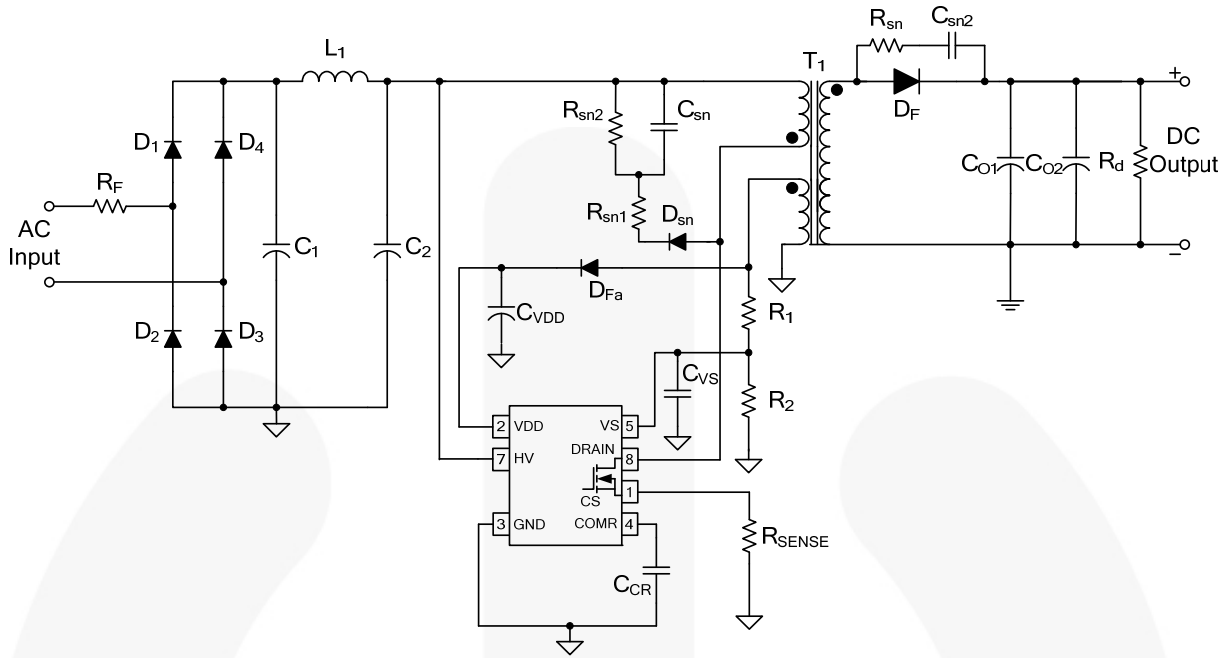 Rsn
Csn2
L1
T1
+
DF
Rsn2
Csn
D1
D4
DC
Output
CO1
CO2
Rd
RF
Rsn1
Dsn
AC
Input
C1
C2
−
DFa
CVDD
R1
D2
D3
CVS
R2
2 VDD
VS 5
DRAIN
7 HV
8
1
CS
3 GND
COMR 4
RSENSE
CCR